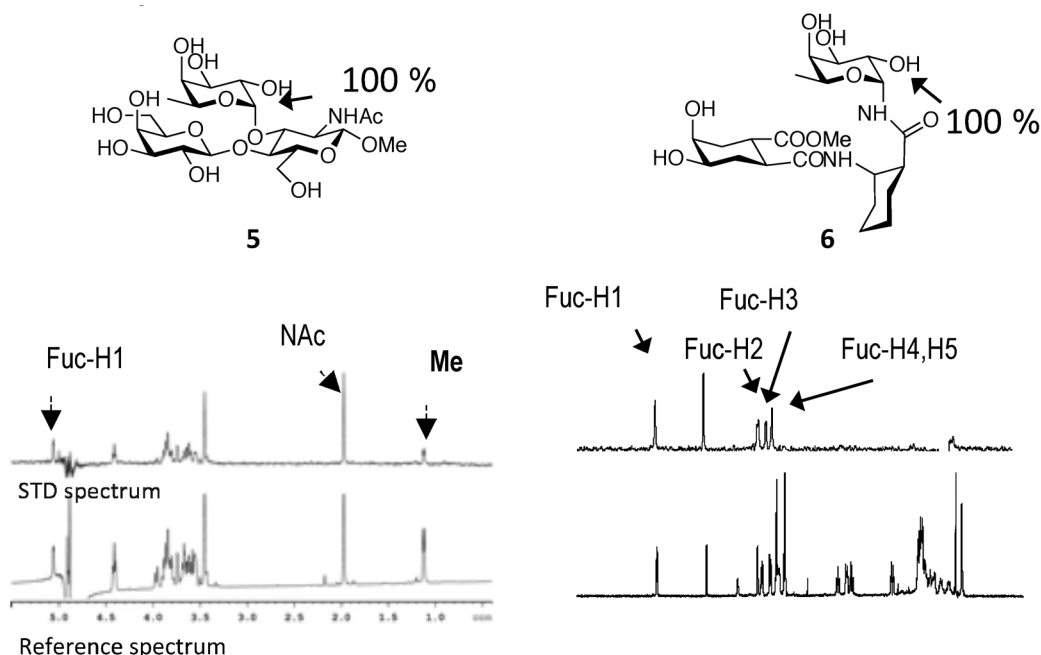 OH
OH
OH
100 %
OH
NHAc
HO
O
O
O
OMe
HO
O
O
OH
OH
OH
5
OH
OH
OH
O
NH
O
100 %
OH
COOMe
HO
CONH
6
Fuc-H1
NAc
Me
STD spectrum
5.0 4.5 4.0 3.5 3.0 2.5 2.0 1.5 1.0
Reference spectrum
Fuc-H1
Fuc-H3
Fuc-H2
Fuc-H4,H5